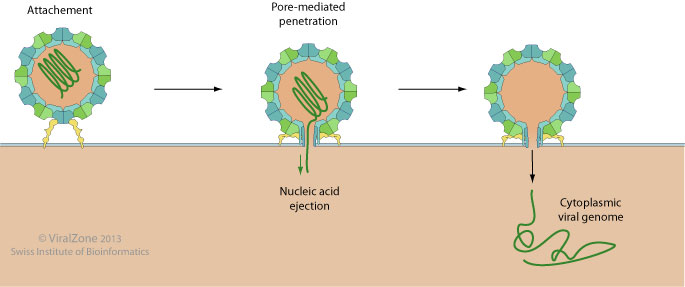 Attachement
Pore-mediated
penetration
Nucleic acid
ejection
Cytoplasmic
viral genome
© ViralZone 2013
Swiss Institute of Bioinformatics